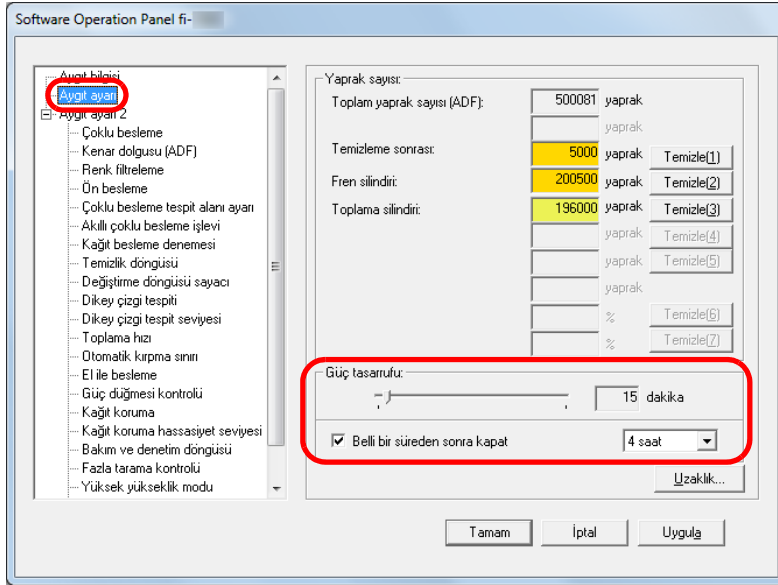 Software Operation Panel fi-
Aygıt bilgisi
Aygıt ayarı
Aygıt ayarı 2
Çoklu besleme
Kenar dolgusu (ADF)
Renk filtreleme
Ön besleme
Çoklu besleme tespit alanı ayarı
Akıllı çoklu besleme işlevi
Kağıt besleme denemesi
Temizlik döngüsü
Değiştirme döngüsü sayacı
Dikey çizgi tespiti
Dikey çizgi tespit seviyesi
Toplama hızı
Otomatik kırpma sınırı
El ile besleme
Güç düğmesi kontrolü
Kağıt koruma
Kağıt koruma hassasiyet seviyesi
Bakım ve denetim döngüsü
Fazla tarama kontrolü
Yüksek yükseklik modu
Yaprak sayısı:
Toplam yaprak sayısı (ADF): 500081 yaprak
yaprak
Temizleme sonrası: 5000 yaprak Temizle(1)
Fren silindiri: 200500 yaprak Temizle(2)
Toplama silindiri: 196000 yaprak Temizle(3)
yaprak Temizle(4)
yaprak Temizle(5)
yaprak
% Temizle(6)
% Temizle(7)
Güç tasarrufu:
15 dakika
Belli bir süreden sonra kapat 4 saat
Uzaklık...
Tamam İptal Uygula